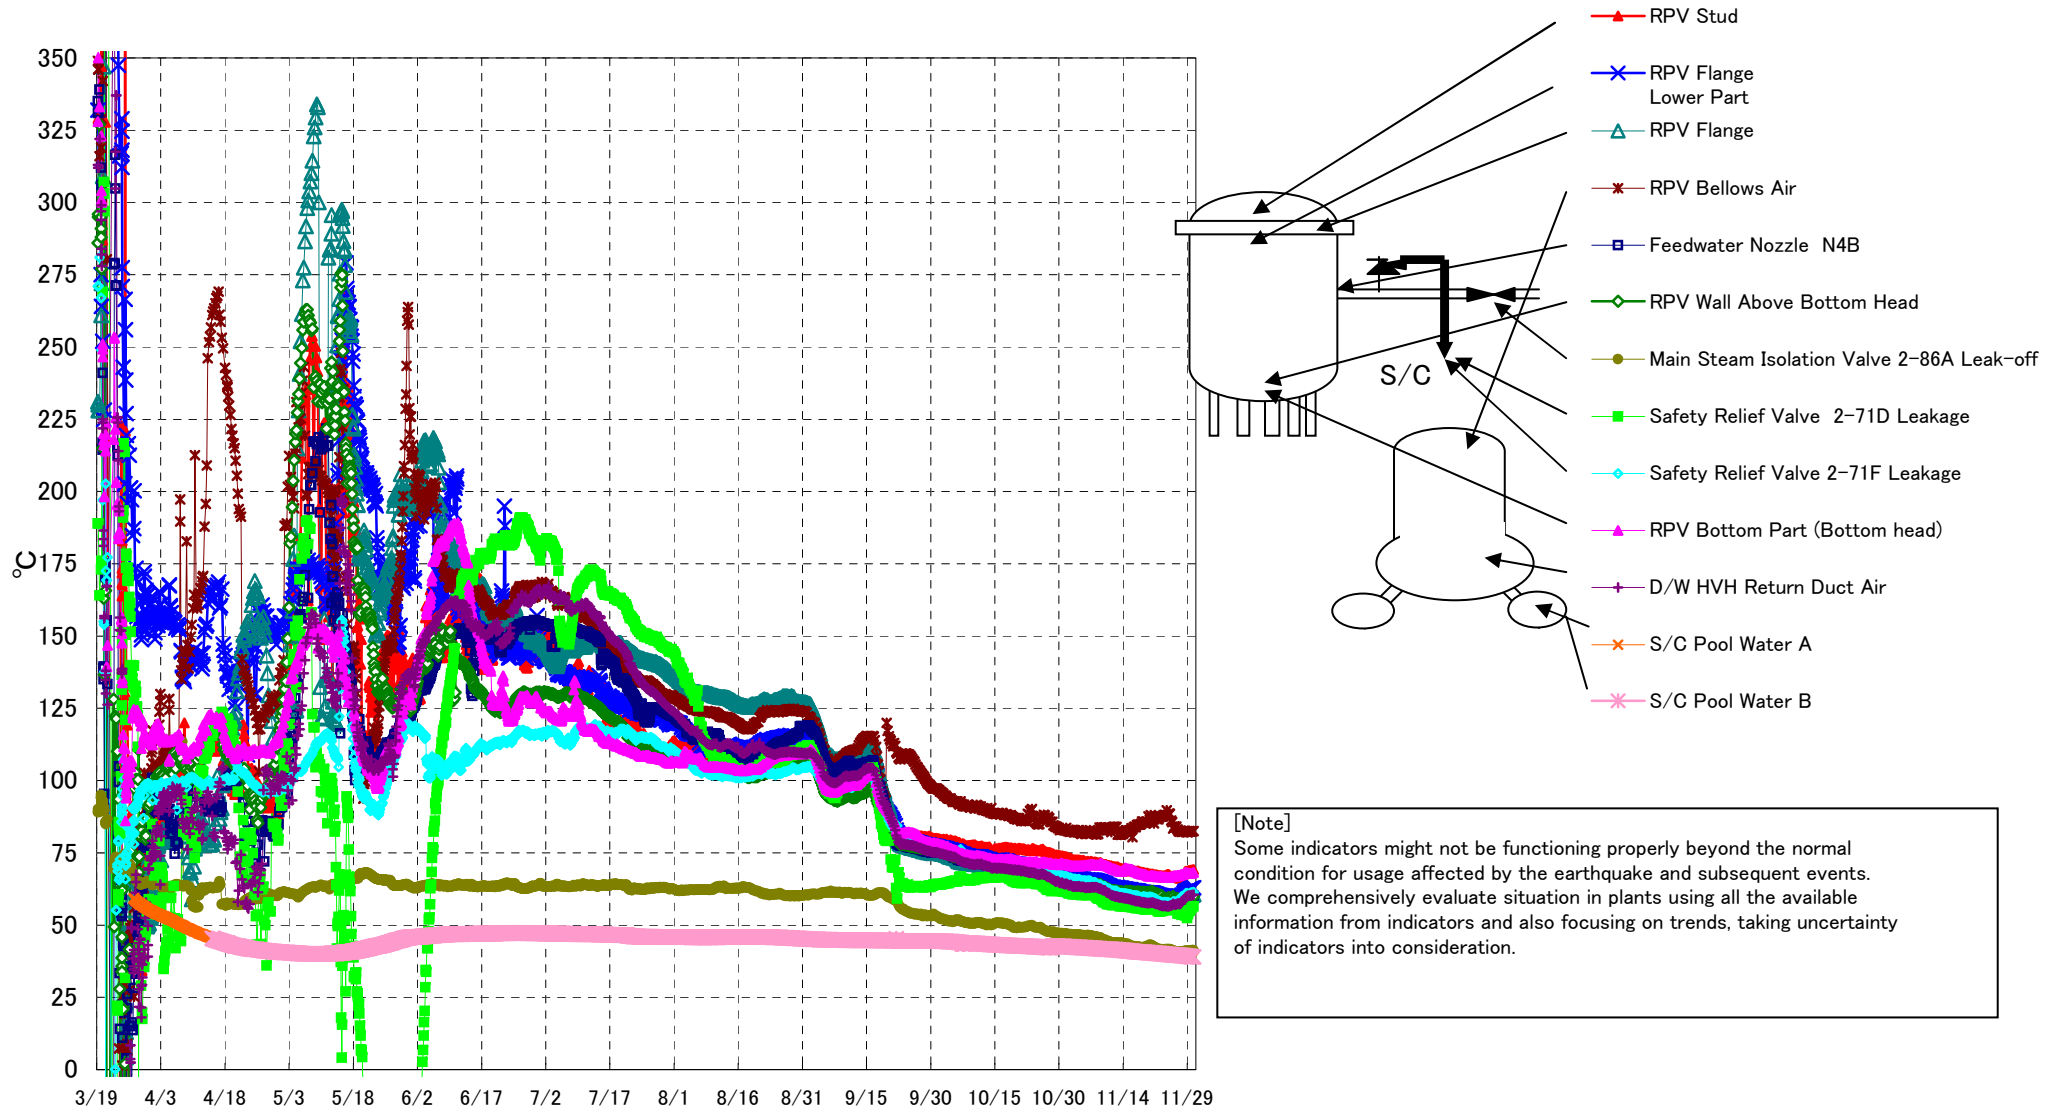 350
325
300
275
250
225
200
175
150
125
100
75
50
25
0
℃
3/19 4/3 4/18 5/3 5/18 6/2 6/17 7/2 7/17 8/1 8/16 8/31 9/15 9/30 10/15 10/30 11/14 11/29
RPV Stud
RPV Flange
Lower Part
RPV Flange
RPV Bellows Air
Feedwater Nozzle N4B
RPV Wall Above Bottom Head
Main Steam Isolation Valve 2-86A Leak-off
Safety Relief Valve 2-71D Leakage
Safety Relief Valve 2-71F Leakage
RPV Bottom Part (Bottom head)
D/W HVH Return Duct Air
S/C Pool Water A
S/C Pool Water B
S/C
[Note]
Some indicators might not be functioning properly beyond the normal
condition for usage affected by the earthquake and subsequent events.
We comprehensively evaluate situation in plants using all the available
information from indicators and also focusing on trends, taking uncertainty
of indicators into consideration.